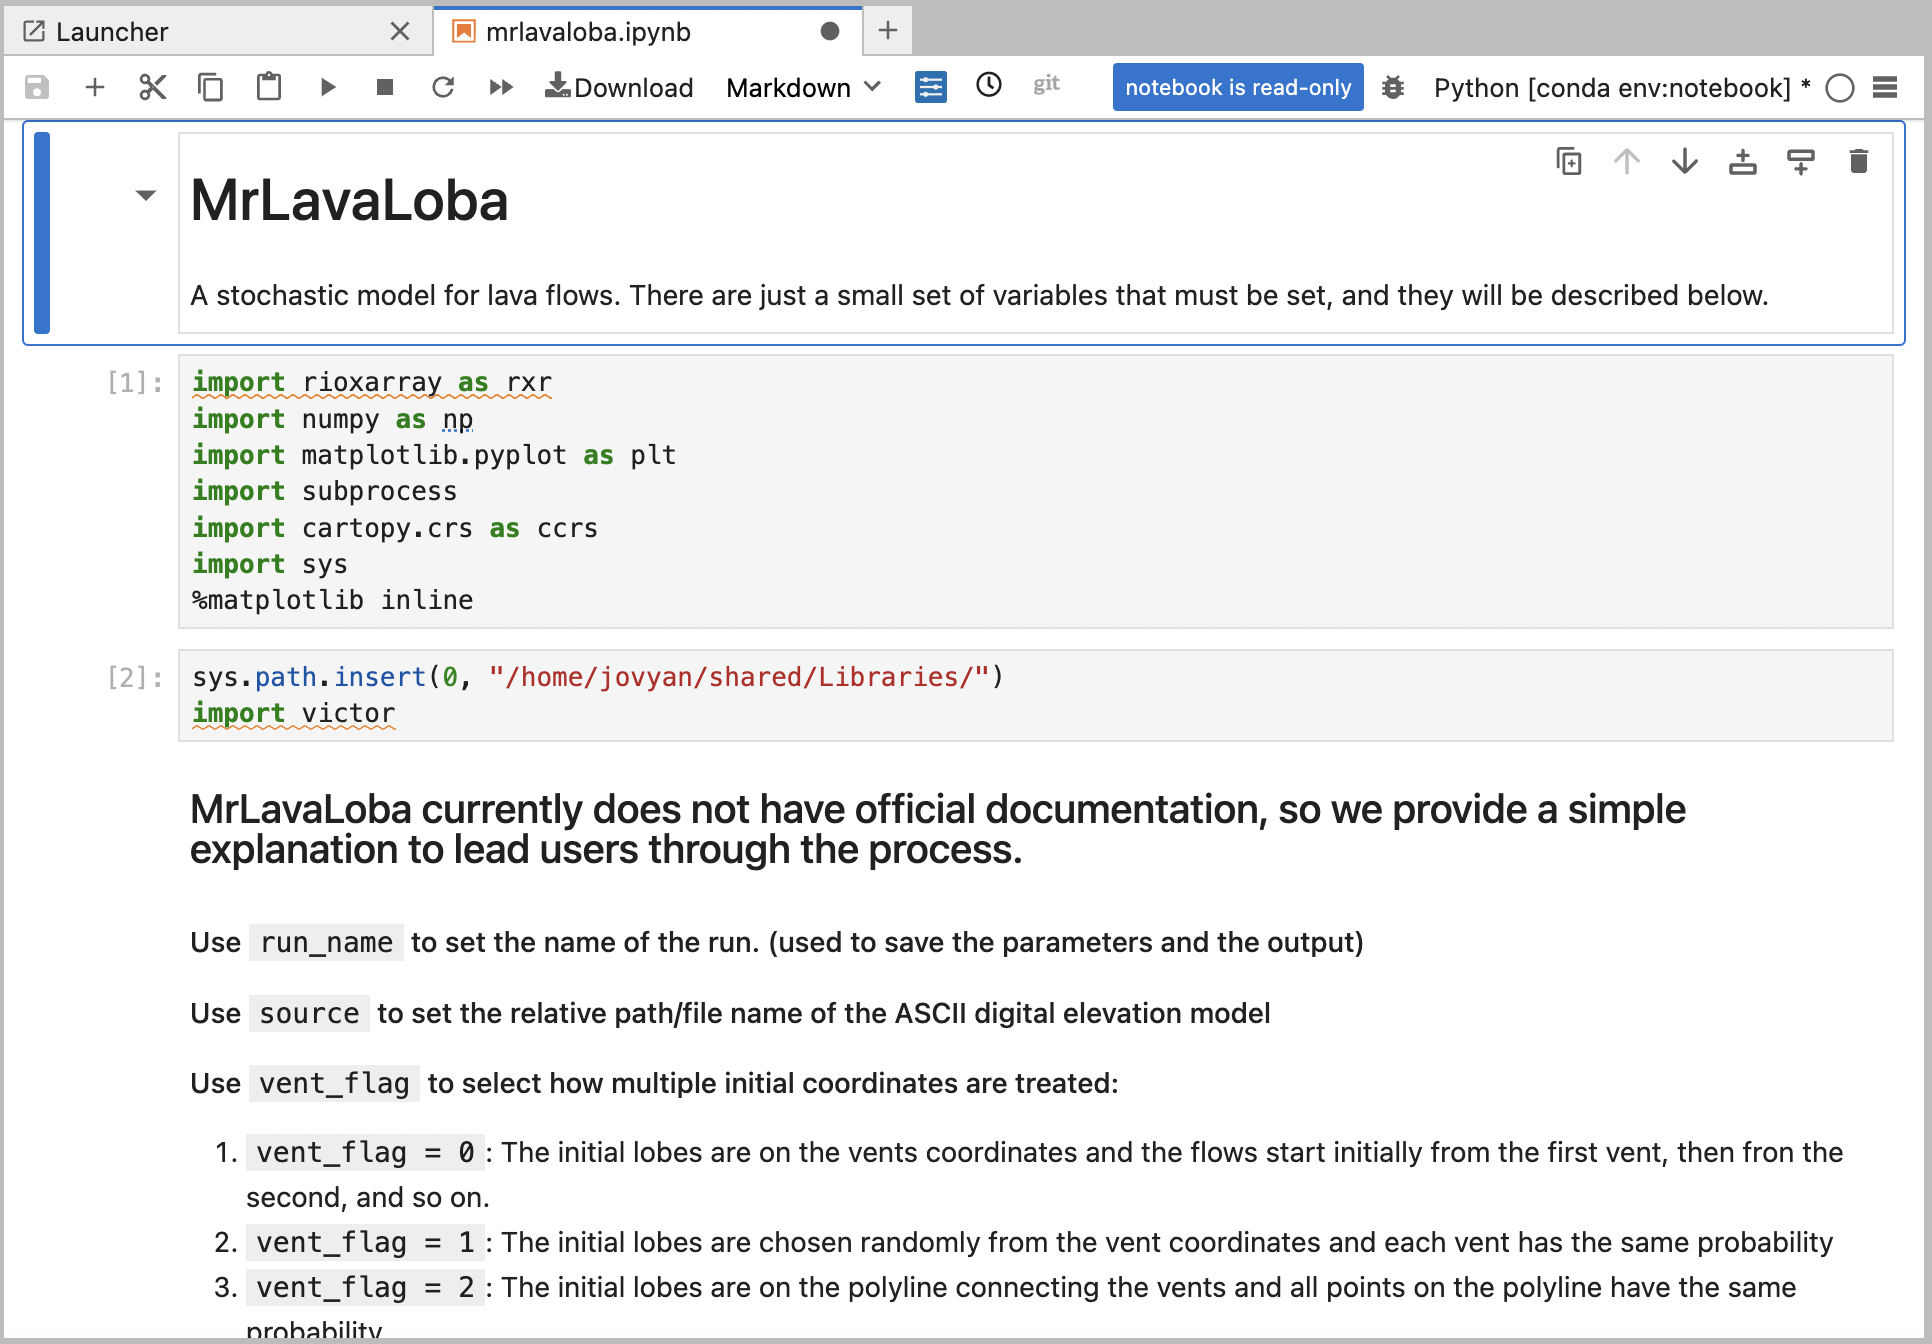 Launcher
mrlavaloba.ipynb
Download Markdown git notebook is read-only Python [conda env:notebook] *
MrLavaLoba
A stochastic model for lava flows. There are just a small set of variables that must be set, and they will be described below.
[1]:
import rioxarray as rxr
import numpy as np
import matplotlib.pyplot as plt
import subprocess
import cartopy.crs as ccrs
import sys
%matplotlib inline
[2]:
sys.path.insert(0, "/home/jovyan/shared/Libraries/")
import victor
MrLavaLoba currently does not have official documentation, so we provide a simple
explanation to lead users through the process.
Use run_name to set the name of the run. (used to save the parameters and the output)
Use source to set the relative path/file name of the ASCII digital elevation model
Use vent_flag to select how multiple initial coordinates are treated:
1. vent_flag = 0 : The initial lobes are on the vents coordinates and the flows start initially from the first vent, then fron the
second, and so on.
2. vent_flag = 1 : The initial lobes are chosen randomly from the vent coordinates and each vent has the same probability
3. vent_flag = 2 : The initial lobes are on the polyline connecting the vents and all points on the polyline have the same
probability